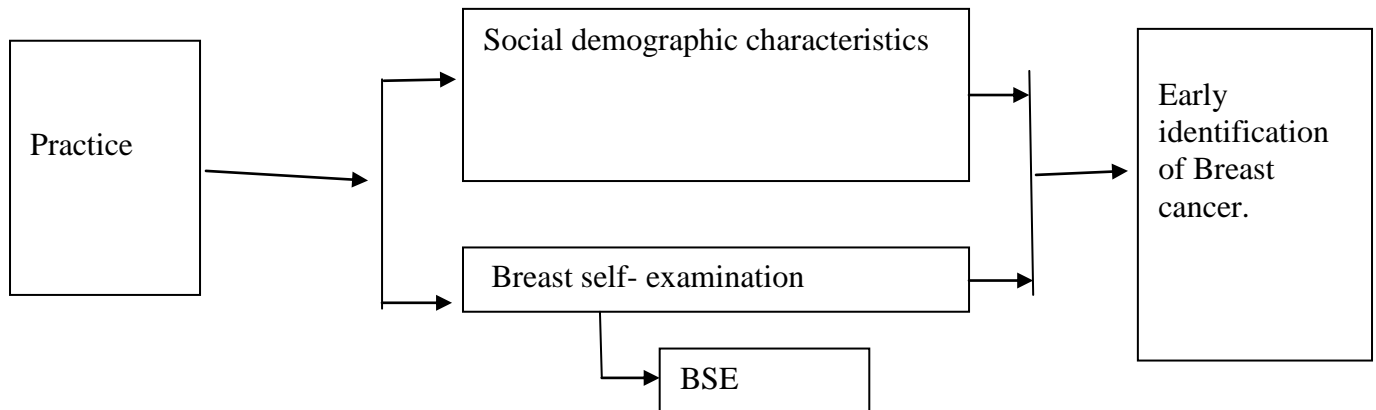 Practice
Social demographic characteristics
Breast self- examination
BSE
Early
identification
of Breast
cancer.